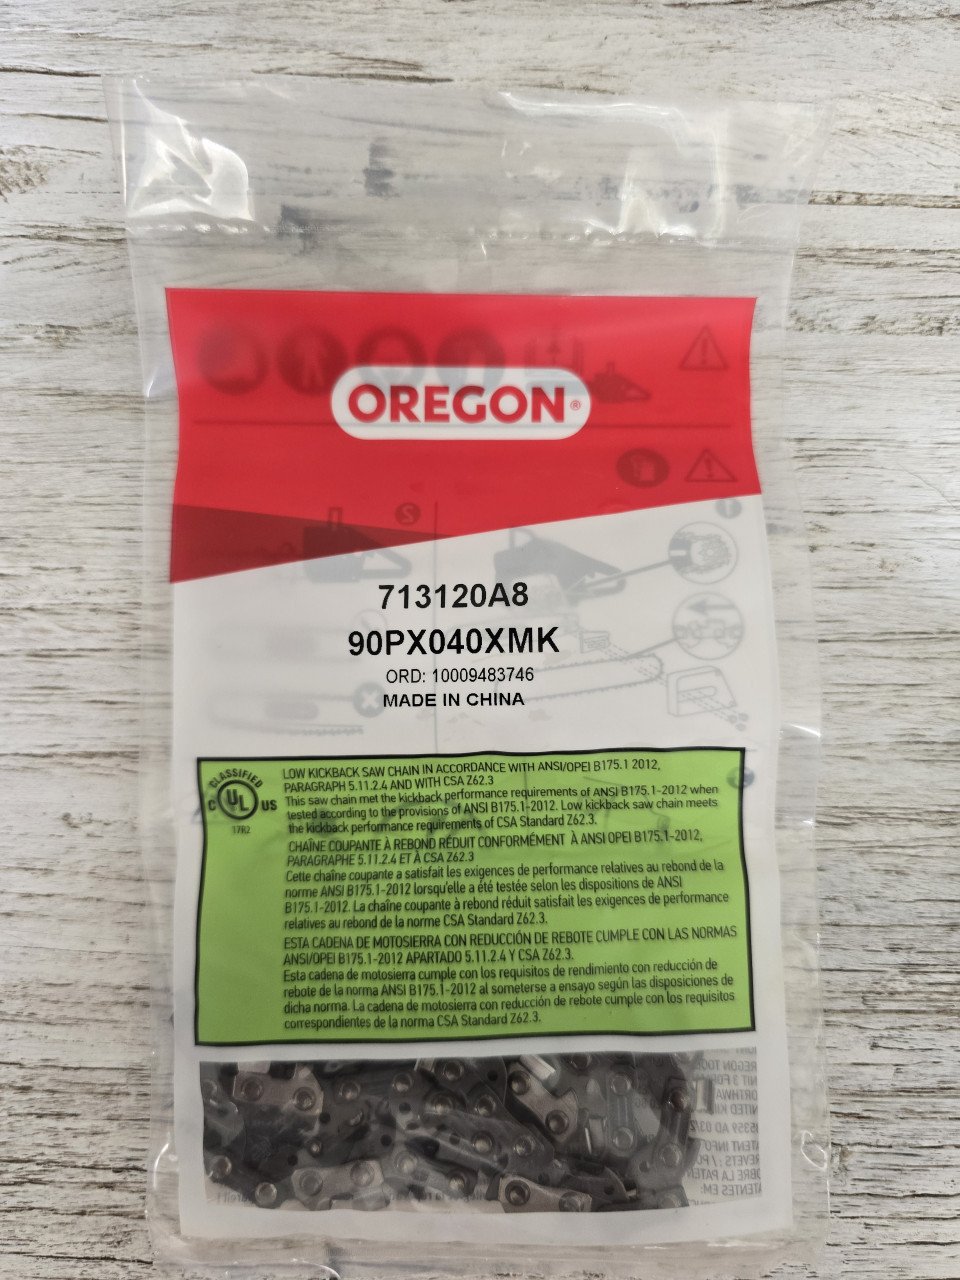 OREGON®
713120A8
90PX040XMK
ORD: 10009483746
MADE IN CHINA
CLASSIFIED
C UL US
17R2
LOW KICKBACK SAW CHAIN IN ACCORDANCE WITH ANSI/OPEI B175.1 2012,
PARAGRAPH 5.11.2.4 AND WITH CSA Z62.3
This saw chain met the kickback performance requirements of ANSI B175.1-2012 when
tested according to the provisions of ANSI B175.1-2012. Low kickback saw chain meets
the kickback performance requirements of CSA Standard Z62.3.
CHAÎNE COUPANTE À REBOND RÉDUIT CONFORMÉMENT À ANSI OPEI B175.1-2012,
PARAGRAPHE 5.11.2.4 ET À CSA Z62.3
Cette chaîne coupante a satisfait les exigences de performance relatives au rebond de la
norme ANSI B175.1-2012 lorsqu'elle a été testée selon les dispositions de ANSI
B175.1-2012. La chaîne coupante à rebond réduit satisfait les exigences de performance
relatives au rebond de la norme CSA Standard Z62.3.
ESTA CADENA DE MOTOSIERRA CON REDUCCIÓN DE REBOTE CUMPLE CON LAS NORMAS
ANSI/OPEI B175.1-2012 APARTADO 5.11.2.4 Y CSA Z62.3.
Esta cadena de motosierra cumple con los requisitos de rendimiento con reducción de
rebote de la norma ANSI B175.1-2012 al someterse a ensayo según las disposiciones de
dicha norma. La cadena de motosierra con reducción de rebote cumple con los requisitos
correspondientes de la norma CSA Standard Z62.3.